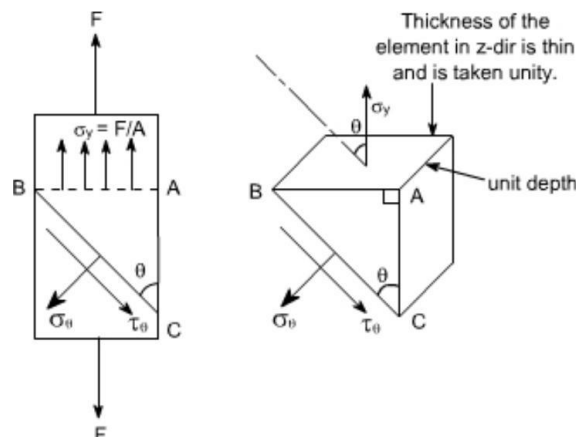 F
σy = F/A
B
A
θ
σθ
τθ
C
F
Thickness of the
element in z-dir is thin
and is taken unity.
σy
θ
B
A
unit depth
θ
σθ
τθ
C